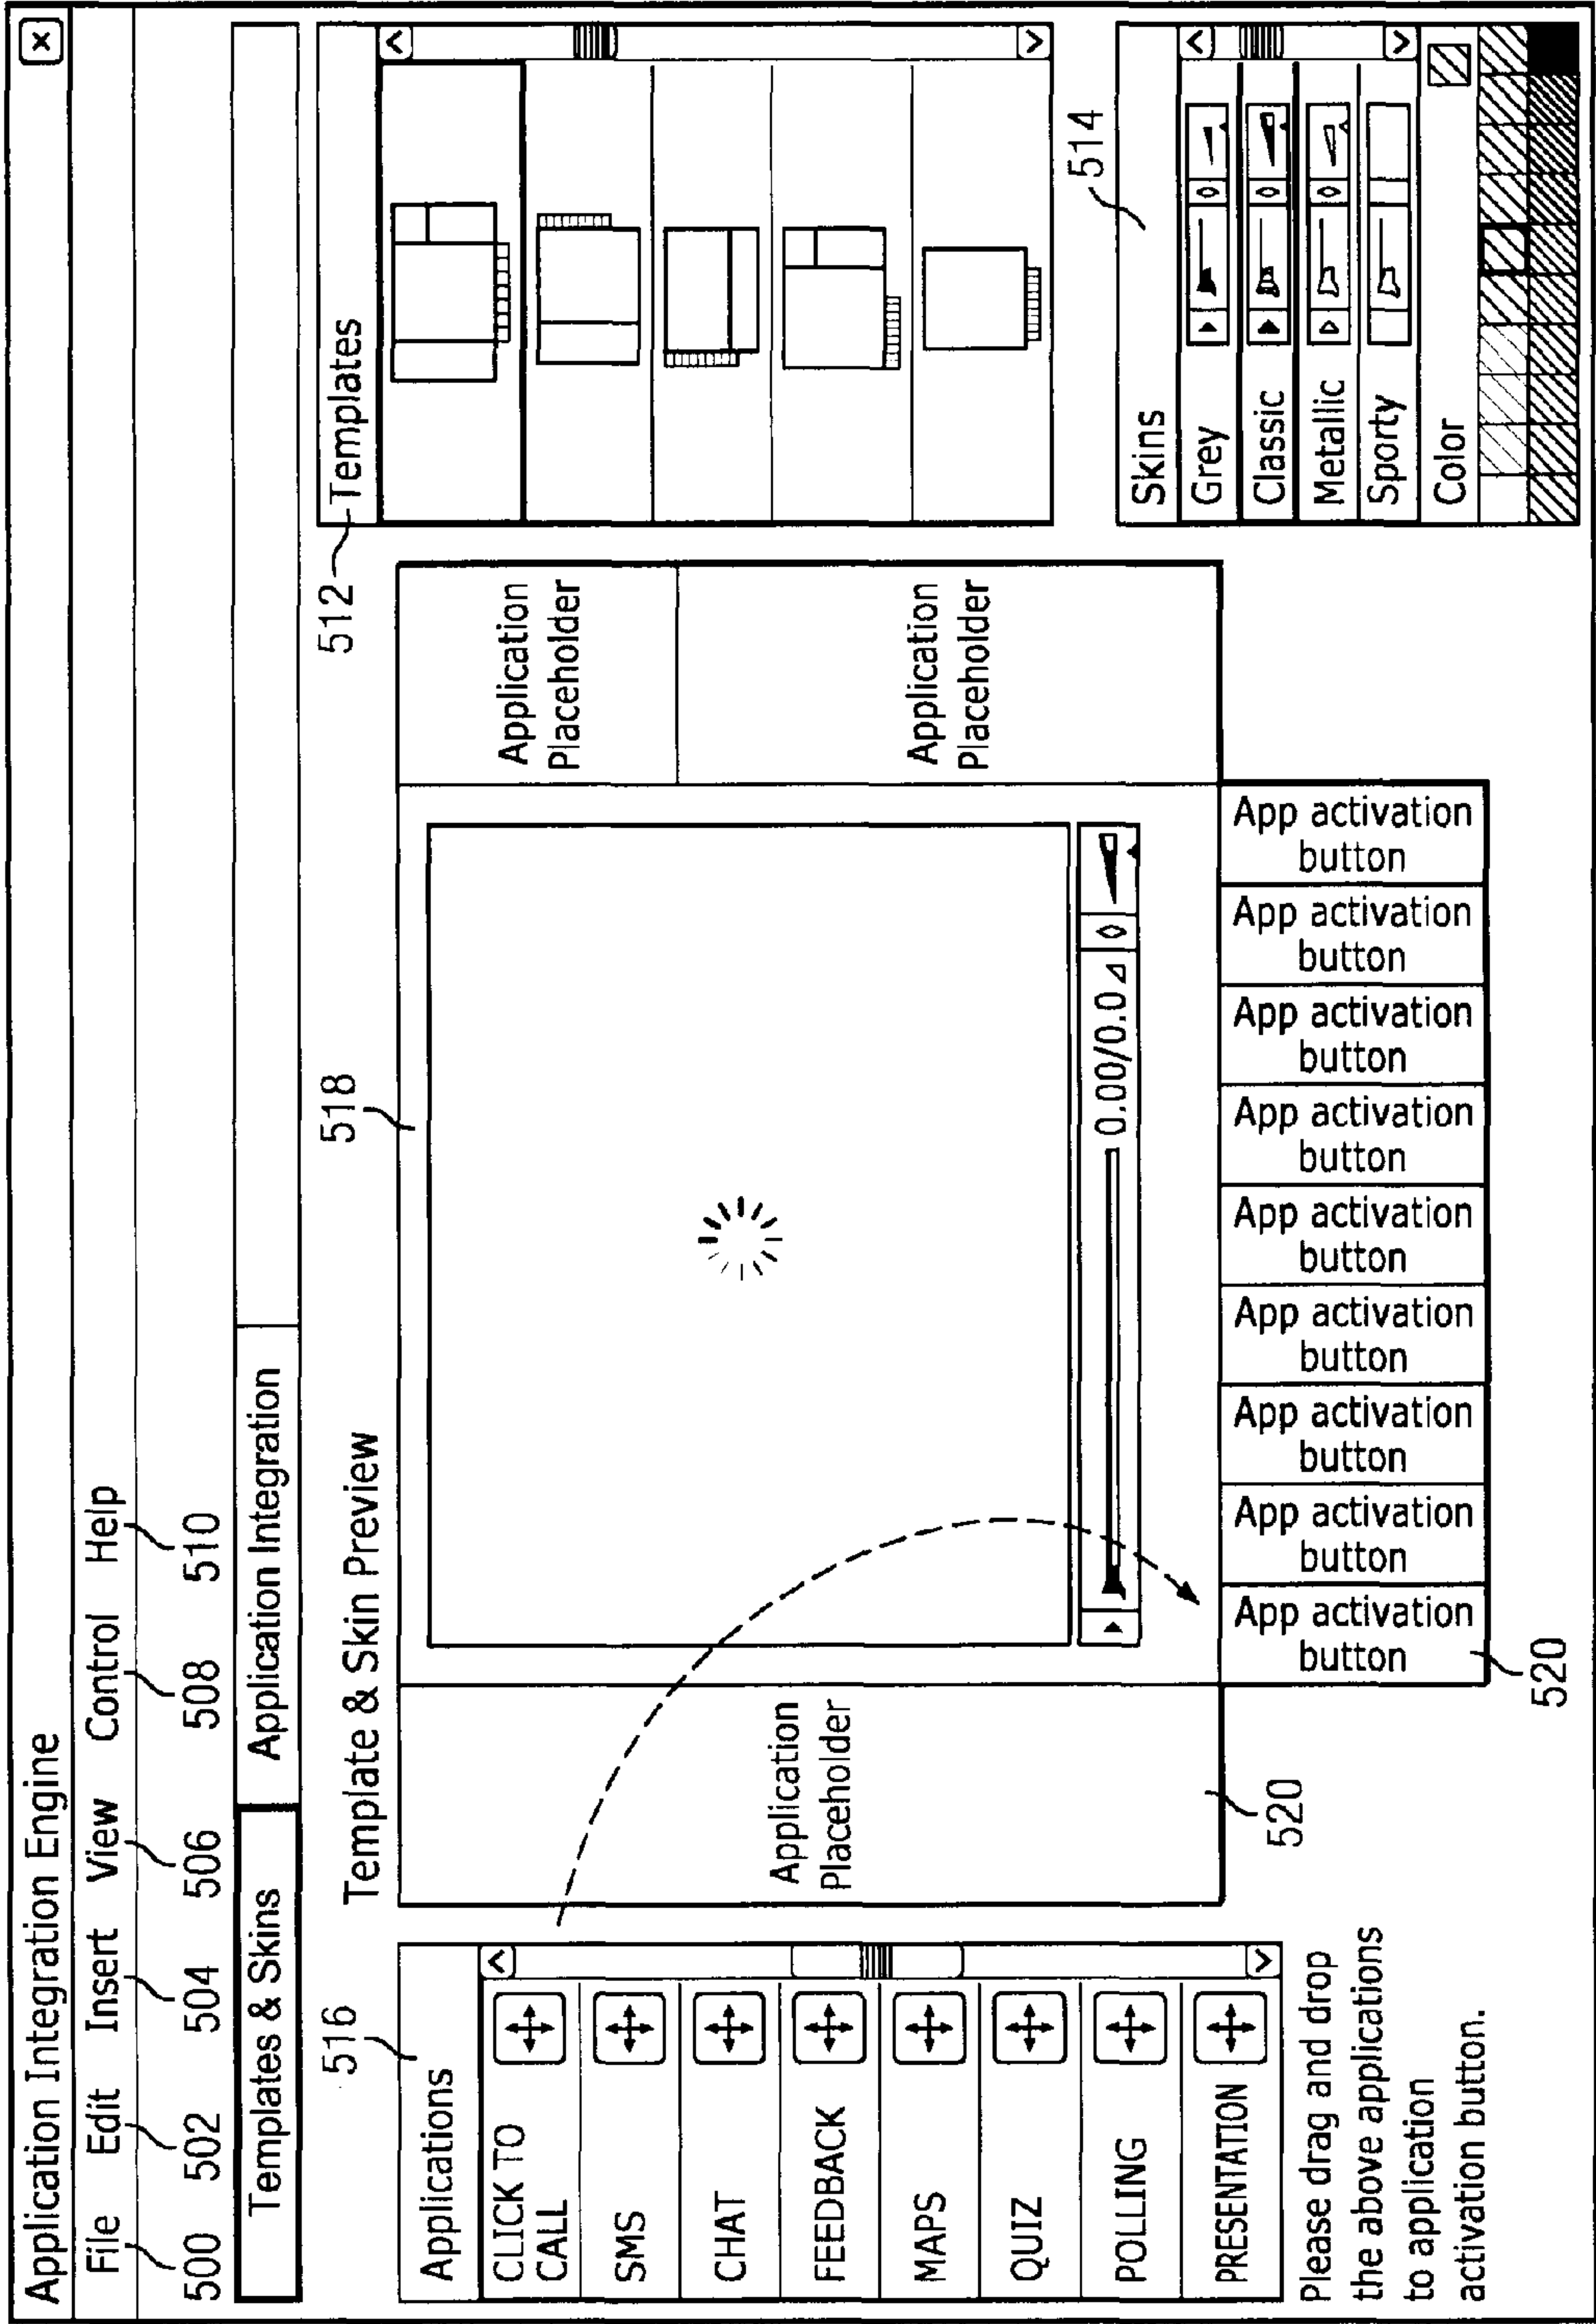 Application Integration Engine
x
File Edit Insert View Control Help
500 502 504 506 508 510
Templates & Skins
Application Integration
516
Applications
CLICK TO
CALL
SMS
CHAT
FEEDBACK
MAPS
QUIZ
POLLING
PRESENTATION
Please drag and drop
the above applications
to application
activation button.
Template & Skin Preview
518
Application
Placeholder
520
0.00/0.0
Application
Placeholder
Application
Placeholder
App activation
button
App activation
button
App activation
button
App activation
button
App activation
button
App activation
button
App activation
button
App activation
button
App activation
button
520
512
Templates
514
Skins
Grey
Classic
Metallic
Sporty
Color